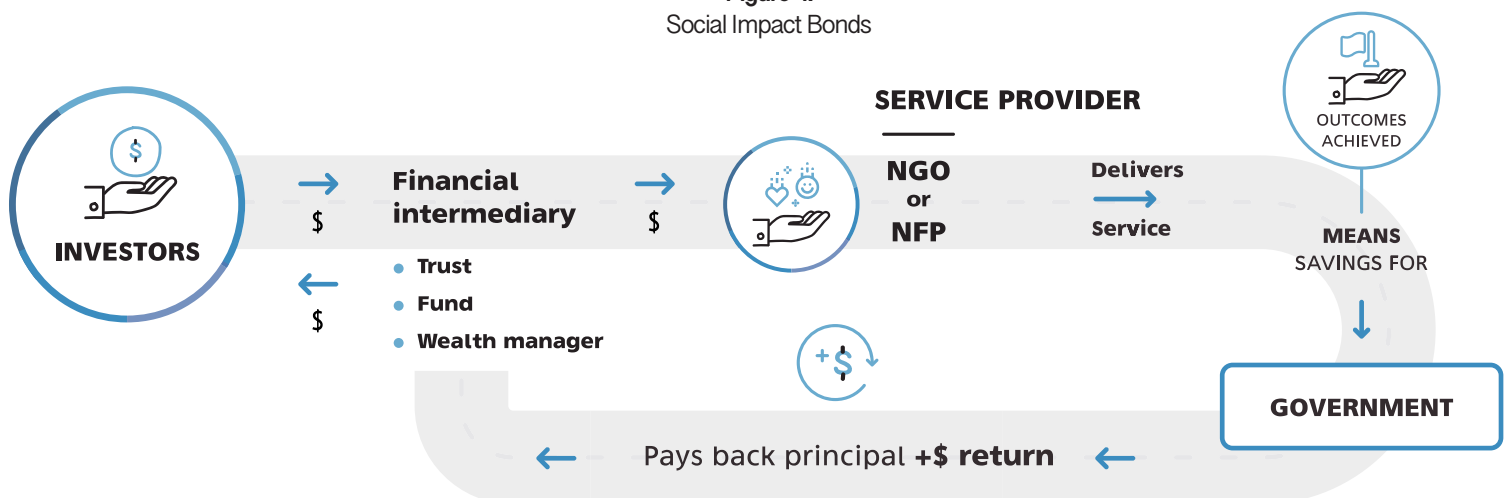 Social Impact Bonds
SERVICE PROVIDER
OUTCOMES
ACHIEVED
$
INVESTORS
$
Financial
intermediary
$
NGO
or
NFP
Delivers
Service
MEANS
SAVINGS FOR
$
Trust
Fund
Wealth manager
+$
GOVERNMENT
Pays back principal +$ return